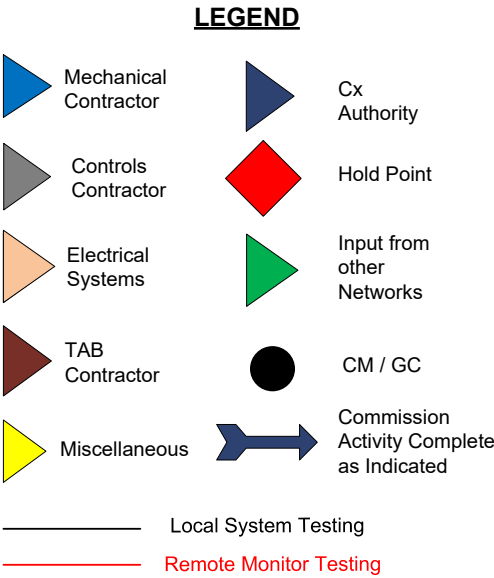 LEGEND
Mechanical
Contractor
Cx
Authority
Controls
Contractor
Hold Point
Electrical
Systems
Input from
other
Networks
TAB
Contractor
CM / GC
Miscellaneous
Commission
Activity Complete
as Indicated
Local System Testing
Remote Monitor Testing